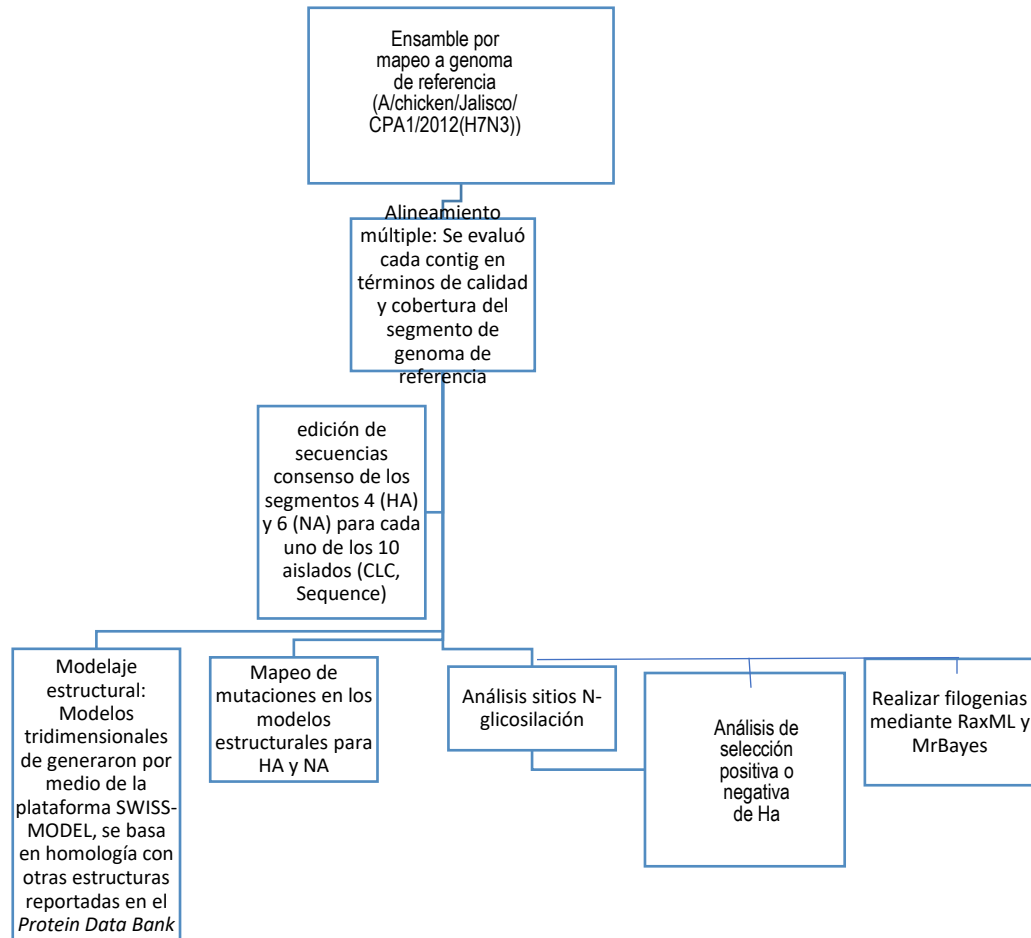 Ensamble por
mapeo a genoma
de referencia
(A/chicken/Jalisco/
CPA1/2012(H7N3))
Alineamiento
múltiple: Se evaluó
cada contig en
términos de calidad
y cobertura del
segmento de
genoma de
referencia
edición de
secuencias
consenso de los
segmentos 4 (HA)
y 6 (NA) para cada
uno de los 10
aislados (CLC,
Sequence)
Modelaje
estructural:
Modelos
tridimensionales
de generaron por
medio de la
plataforma SWISS-
MODEL, se basa
en homología con
otras estructuras
reportadas en el
Protein Data Bank
Mapeo de
mutaciones en los
modelos
estructurales para
HA y NA
Análisis sitios N-
glicosilación
Análisis de
selección
positiva o
negativa
de Ha
Realizar filogenias
mediante RaxML y
MrBayes